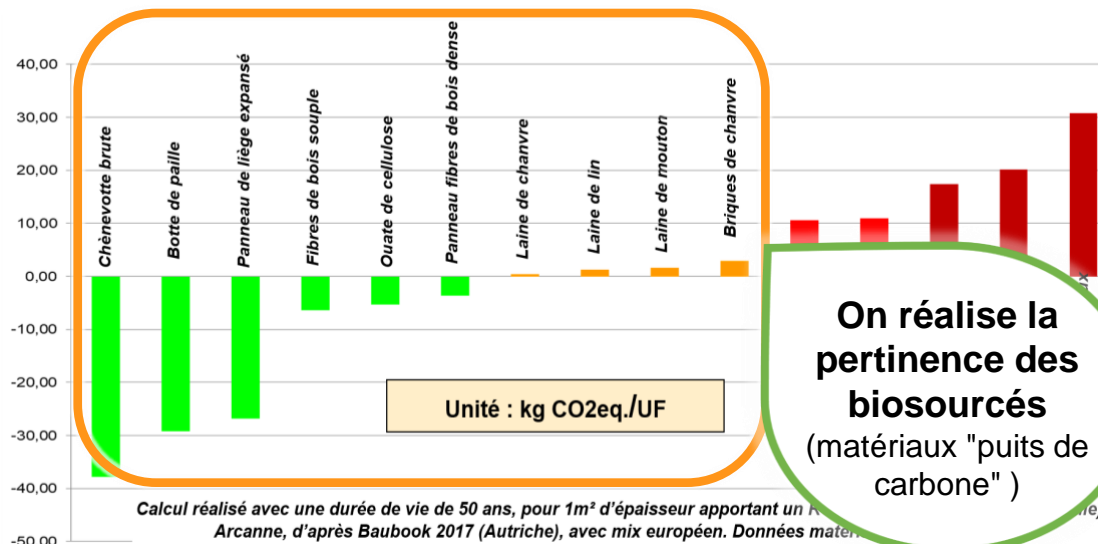 40,00
30,00
20,00
10,00
0,00
-10,00
-20,00
-30,00
-40,00
-50,00
Chènevotte brute
Botte de paille
Panneau de liège expansé
Fibres de bois souple
Ouate de cellulose
Panneau fibres de bois dense
Laine de chanvre
Laine de lin
Laine de mouton
Briques de chanvre
Unité : kg CO2eq./UF
On réalise la
pertinence des
biosourcés
(matériaux "puits de
carbone" )
Calcul réalisé avec une durée de vie de 50 ans, pour 1m² d'épaisseur apportant un
Arcanne, d'après Baubook 2017 (Autriche), avec mix européen. Données